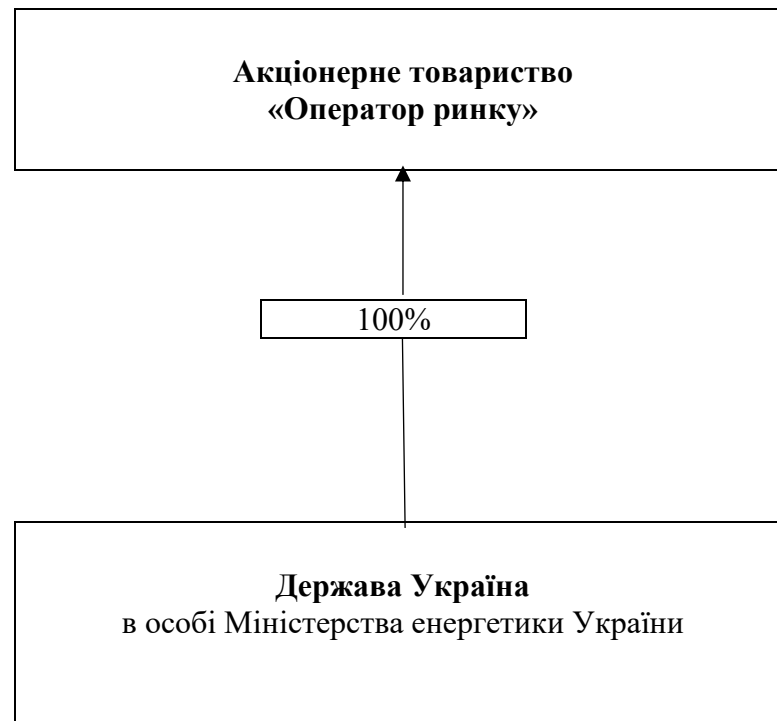 Акціонерне товариство
«Оператор ринку»
100%
Держава Україна
в особі Міністерства енергетики України